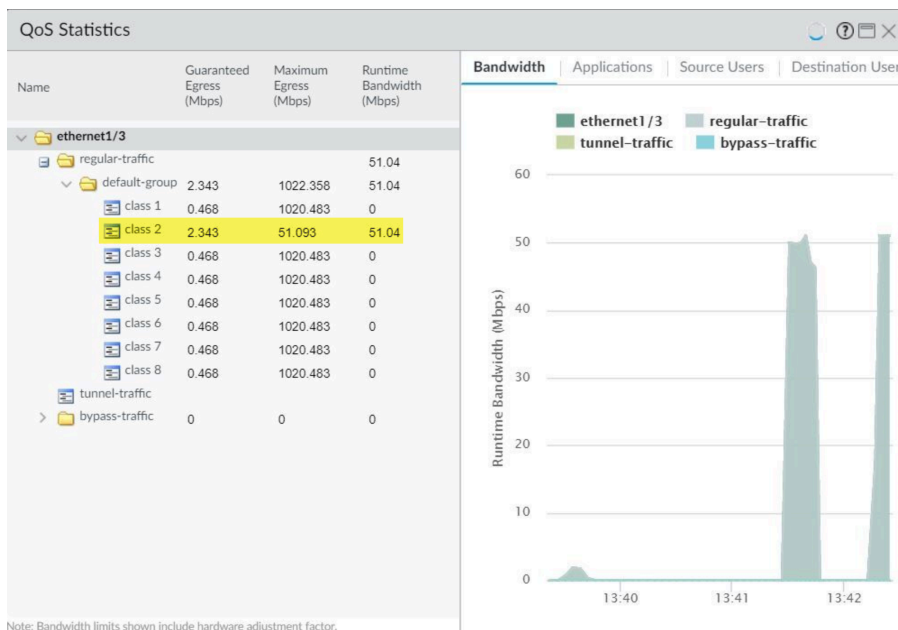 QoS Statistics
Name
Guaranteed
Egress
(Mbps)
Maximum
Egress
(Mbps)
Runtime
Bandwidth
(Mbps)
ethernet1/3
regular-traffic 51.04
default-group 2.343 1022.358 51.04
class 1 0.468 1020.483 0
class 2 2.343 51.093 51.04
class 3 0.468 1020.483 0
class 4 0.468 1020.483 0
class 5 0.468 1020.483 0
class 6 0.468 1020.483 0
class 7 0.468 1020.483 0
class 8 0.468 1020.483 0
tunnel-traffic
bypass-traffic 0 0 0
Note: Bandwidth limits shown include hardware adjustment factor.
Bandwidth Applications Source Users Destination User
ethernet1/3 regular-traffic
tunnel-traffic bypass-traffic
Runtime Bandwidth (Mbps)
60
50
40
30
20
10
0
13:40 13:41 13:42